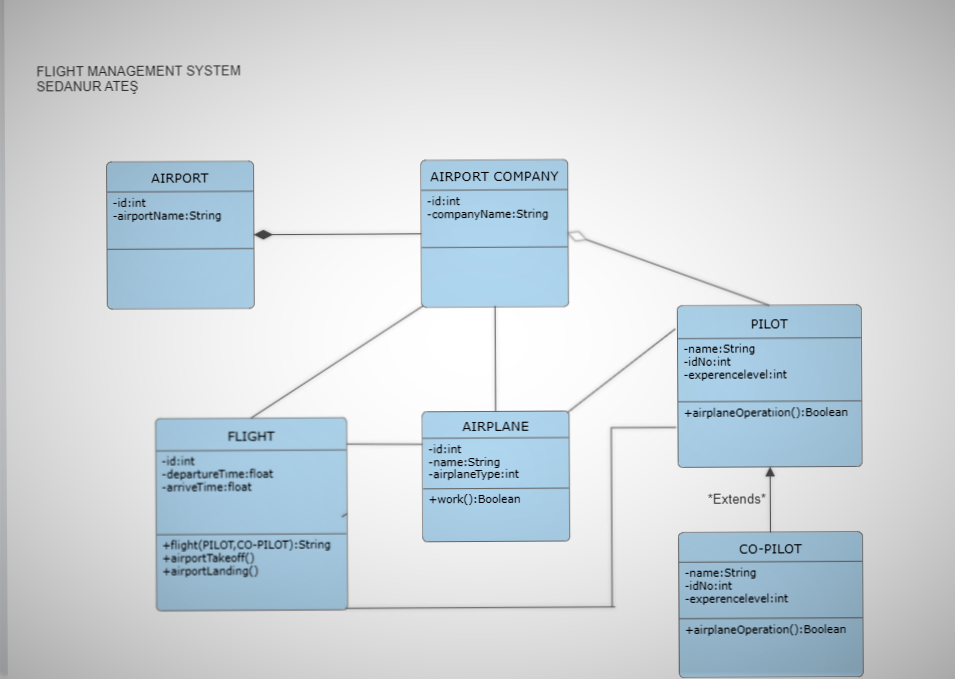 FLIGHT MANAGEMENT SYSTEM
SEDANUR ATEŞ
AIRPORT
-id:int
-airportName:String
AIRPORT COMPANY
-id:int
-companyName:String
PILOT
-name:String
-idNo:int
-experencelevel:int
+airplaneOperatiion():Boolean
FLIGHT
-id:int
-departureTime:float
-arriveTime:float
+flight(PILOT,CO-PILOT):String
+airportTakeoff()
+airportLanding()
AIRPLANE
-id:int
-name:String
-airplaneType:int
+work():Boolean
*Extends*
CO-PILOT
-name:String
-idNo:int
-experencelevel:int
+airplaneOperation():Boolean